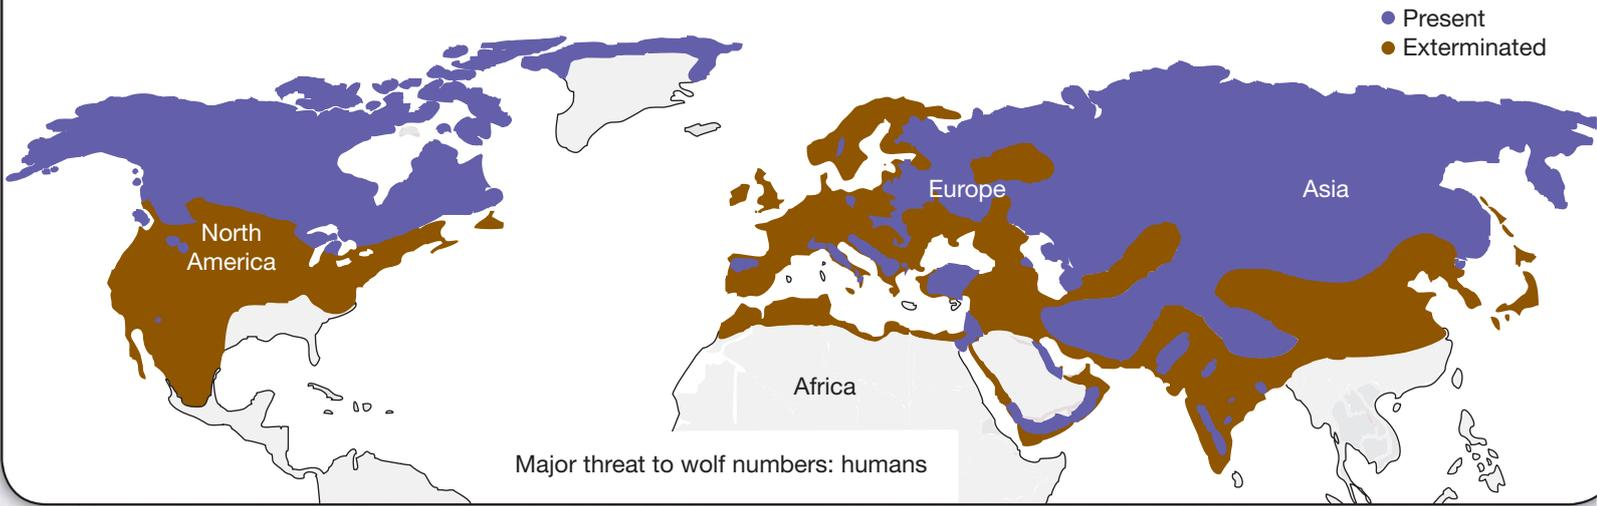 Present
Exterminated
North
America
Europe
Asia
Africa
Major threat to wolf numbers: humans